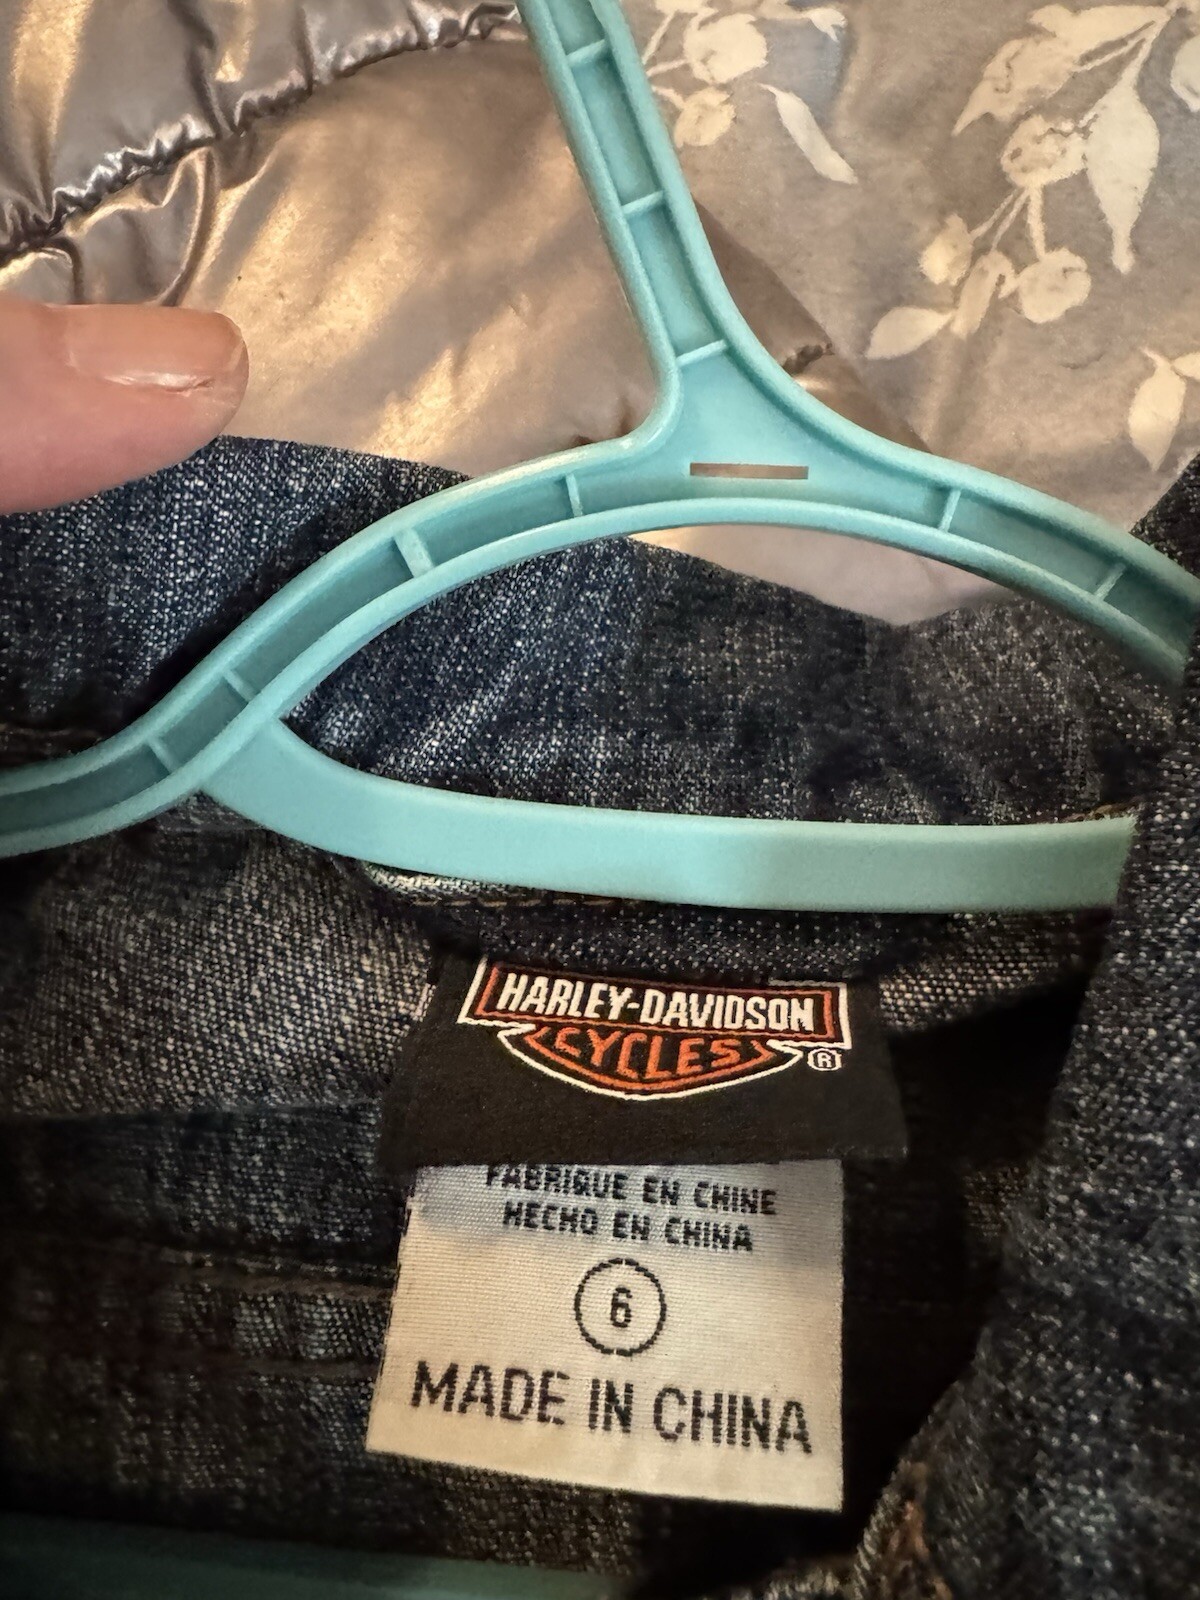 HARLEY-DAVIDSON
CYCLES
®
FABRIQUE EN CHINE
HECHO EN CHINA
6
MADE IN CHINA